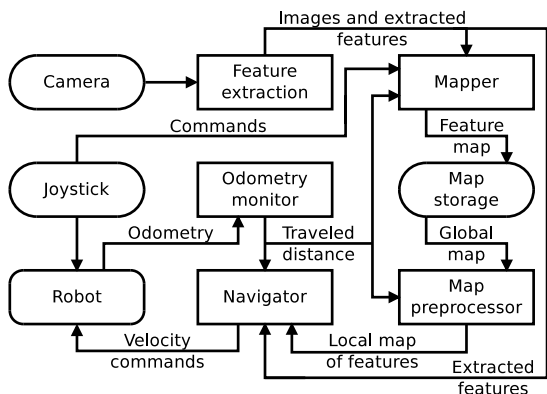 Images and extracted
features
Camera
Feature
extraction
Mapper
Commands
Feature
map
Joystick
Odometry
monitor
Map
storage
Odometry
Traveled
distance
Global
map
Robot
Navigator
Map
preprocessor
Velocity
commands
Local map
of features
Extracted
features